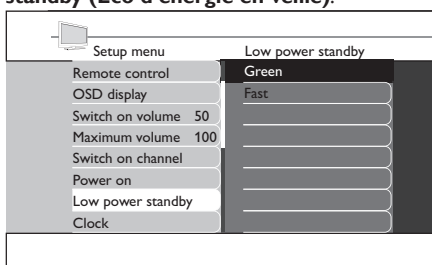 standby (Éco d'énergie en veille).
Setup menu Low power standby
Remote control Green
OSD display Fast
Switch on volume 50
Maximum volume 100
Switch on channel
Power on
Low power standby
Clock